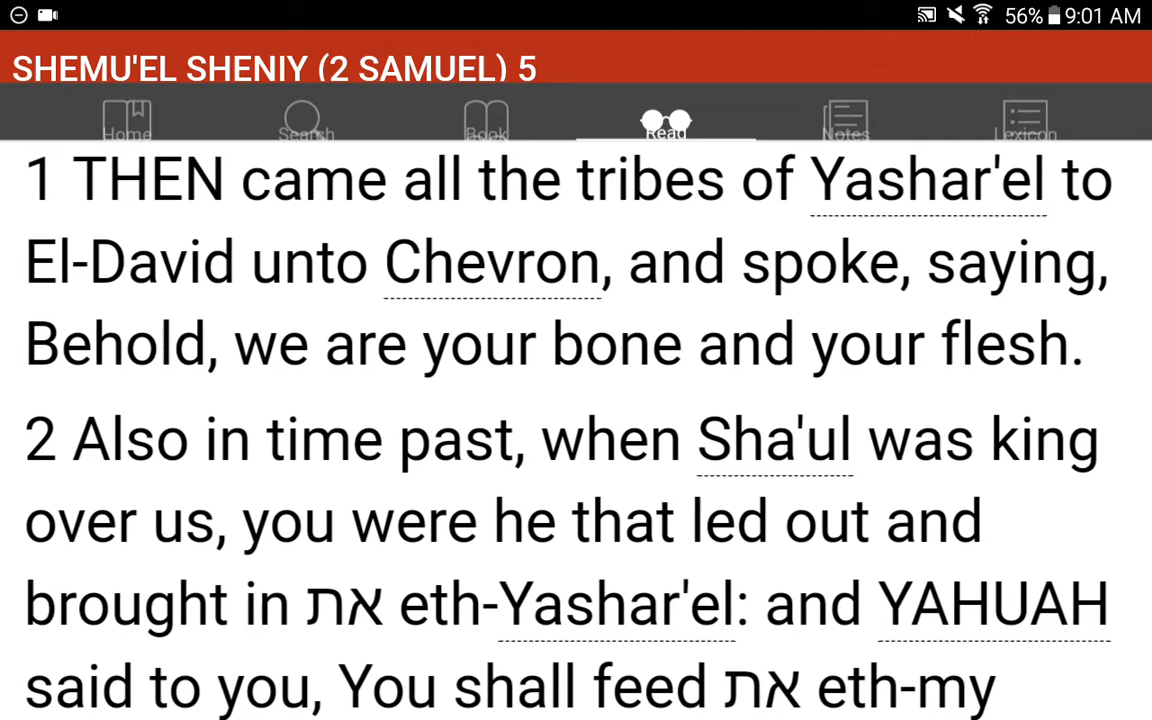 56% 9:01 AM
SHEMU'EL SHENIY (2 SAMUEL) 5
Home Search Book Read Notes Lexicon
1 THEN came all the tribes of Yashar'el to
El-David unto Chevron, and spoke, saying,
Behold, we are your bone and your flesh.
2 Also in time past, when Sha'ul was king
over us, you were he that led out and
brought in את eth-Yashar'el: and YAHUAH
said to you, You shall feed את eth-my